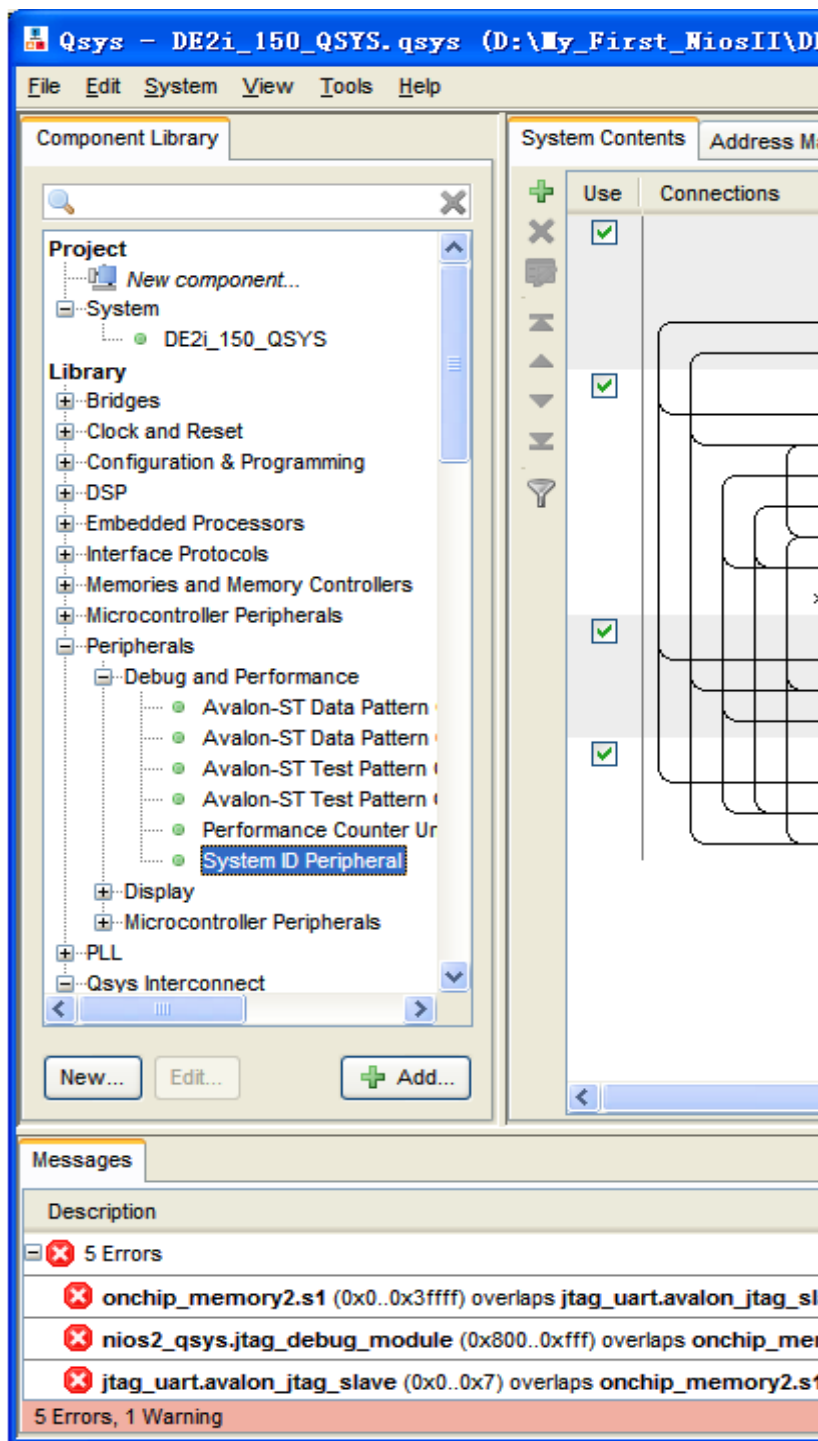 Qsys - DE2i_150_QSYS.qsys (D:\My_First_NiosII\D
File Edit System View Tools Help
Component Library
System Contents Address Ma
Use Connections
Project
New component...
System
DE2i_150_QSYS
Library
Bridges
Clock and Reset
Configuration & Programming
DSP
Embedded Processors
Interface Protocols
Memories and Memory Controllers
Microcontroller Peripherals
Peripherals
Debug and Performance
Avalon-ST Data Pattern
Avalon-ST Data Pattern
Avalon-ST Test Pattern
Avalon-ST Test Pattern
Performance Counter Un
System ID Peripheral
Display
Microcontroller Peripherals
PLL
Qsys Interconnect
New... Edit... Add...
Messages
Description
5 Errors
onchip_memory2.s1 (0x0..0x3ffff) overlaps jtag_uart.avalon_jtag_sla
nios2_qsys.jtag_debug_module (0x800..0xfff) overlaps onchip_mem
jtag_uart.avalon_jtag_slave (0x0..0x7) overlaps onchip_memory2.s1
5 Errors, 1 Warning